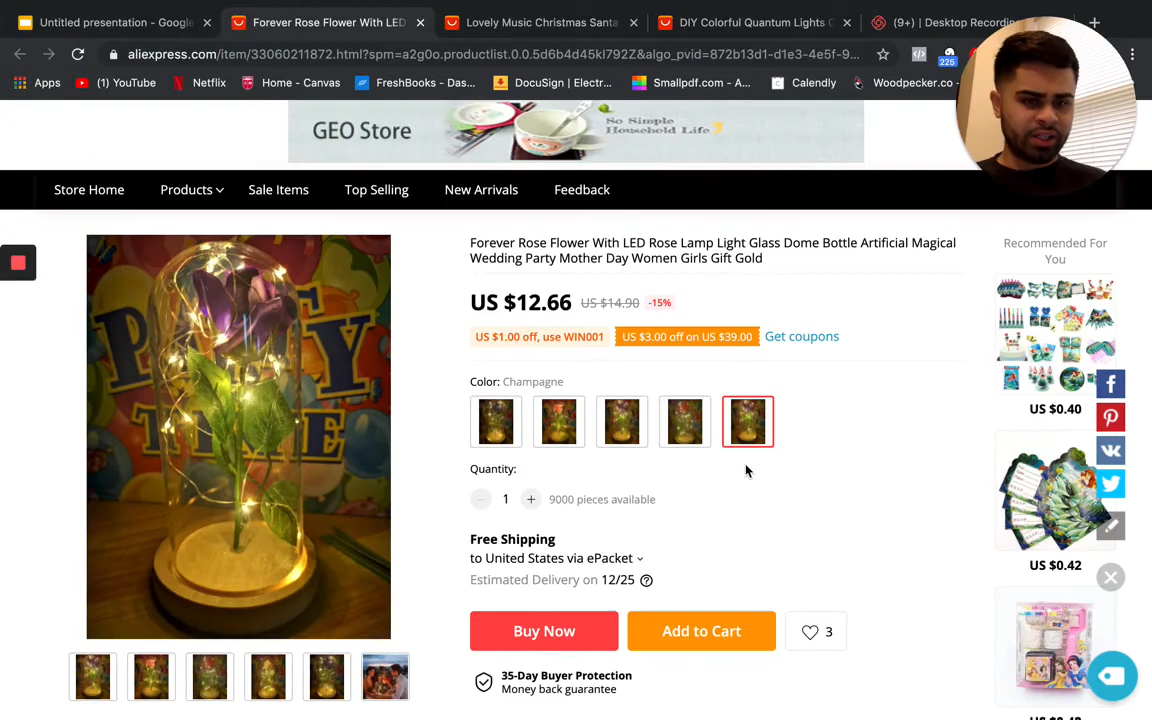 Untitled presentation - Google
Forever Rose Flower With LED
Lovely Music Christmas Santa
DIY Colorful Quantum Lights
(9+) | Desktop Recordin
aliexpress.com/item/33060211872.html?spm=a2g0o.productlist.0.0.5d6b4d45kl792Z&algo_pvid=872b13d1-d1e3-4e5f-9...
225
Apps
(1) YouTube
Netflix
Home - Canvas
FreshBooks - Das...
DocuSign | Electr...
Smallpdf.com - A...
Calendly
Woodpecker.co
GEO Store
So Simple
Household Life
Store Home
Products
Sale Items
Top Selling
New Arrivals
Feedback
PARTY
TIME
Forever Rose Flower With LED Rose Lamp Light Glass Dome Bottle Artificial Magical
Wedding Party Mother Day Women Girls Gift Gold
US $12.66 US $14.90 -15%
US $1.00 off, use WIN001
US $3.00 off on US $39.00
Get coupons
Color: Champagne
Quantity:
1
9000 pieces available
Free Shipping
to United States via ePacket
Estimated Delivery on 12/25
Buy Now
Add to Cart
3
35-Day Buyer Protection
Money back guarantee
Recommended For
You
US $0.40
US $0.42